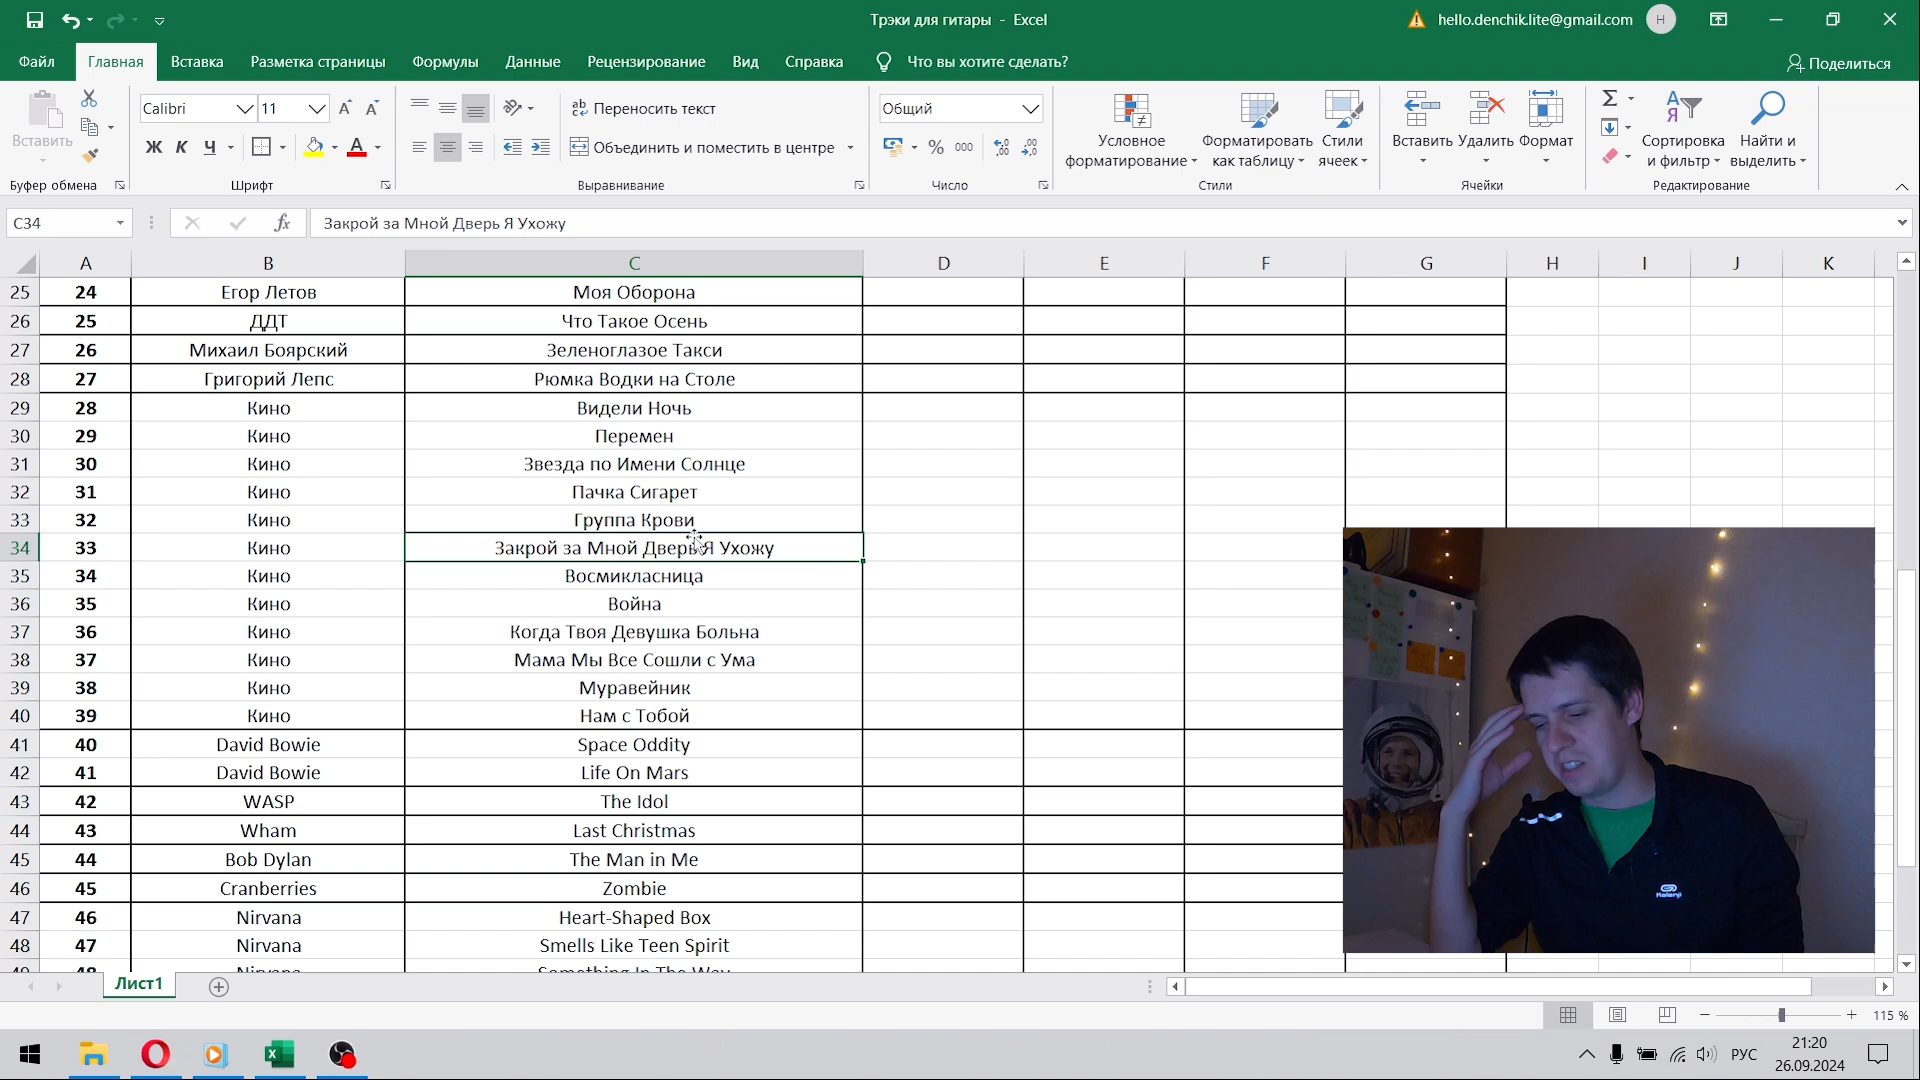 Трэки для гитары - Excel
hello.denchik.lite@gmail.com
H
Файл Главная Вставка Разметка страницы Формулы Данные Рецензирование Вид Справка Что вы хотите сделать? Поделиться
Вставить
Буфер обмена
Calibri 11
Ж К Ч
Шрифт
Переносить текст
Объединить и поместить в центре
Выравнивание
Общий
% 000
Число
Условное форматирование
Форматировать как таблицу
Стили ячеек
Стили
Вставить Удалить Формат
Ячейки
Сортировка и фильтр
Найти и выделить
Редактирование
C34 fx Закрой за Мной Дверь Я Ухожу
A B C D E F G H I J K
25 24 Егор Летов Моя Оборона
26 25 ДДТ Что Такое Осень
27 26 Михаил Боярский Зеленоглазое Такси
28 27 Григорий Лепс Рюмка Водки на Столе
29 28 Кино Видели Ночь
30 29 Кино Перемен
31 30 Кино Звезда по Имени Солнце
32 31 Кино Пачка Сигарет
33 32 Кино Группа Крови
34 33 Кино Закрой за Мной Дверь Я Ухожу
35 34 Кино Восмикласница
36 35 Кино Война
37 36 Кино Когда Твоя Девушка Больна
38 37 Кино Мама Мы Все Сошли с Ума
39 38 Кино Муравейник
40 39 Кино Нам с Тобой
41 40 David Bowie Space Oddity
42 41 David Bowie Life On Mars
43 42 WASP The Idol
44 43 Wham Last Christmas
45 44 Bob Dylan The Man in Me
46 45 Cranberries Zombie
47 46 Nirvana Heart-Shaped Box
48 47 Nirvana Smells Like Teen Spirit
49 48 Nirvana Something In The Way
Kalenji
Лист1
115 %
РУС
21:20
26.09.2024